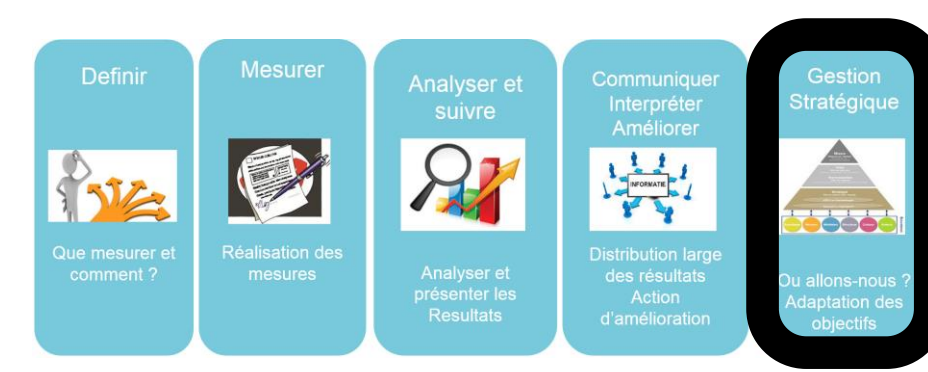 Definir
Que mesurer et
comment ?
Mesurer
Réalisation des
mesures
Analyser et
suivre
Analyser et
présenter les
Resultats
Communiquer
Interpréter
Améliorer
INFORMATIE
Distribution large
des résultats
Action
d'amélioration
Gestion
Stratégique
Ou allons-nous ?
Adaptation des
objectifs